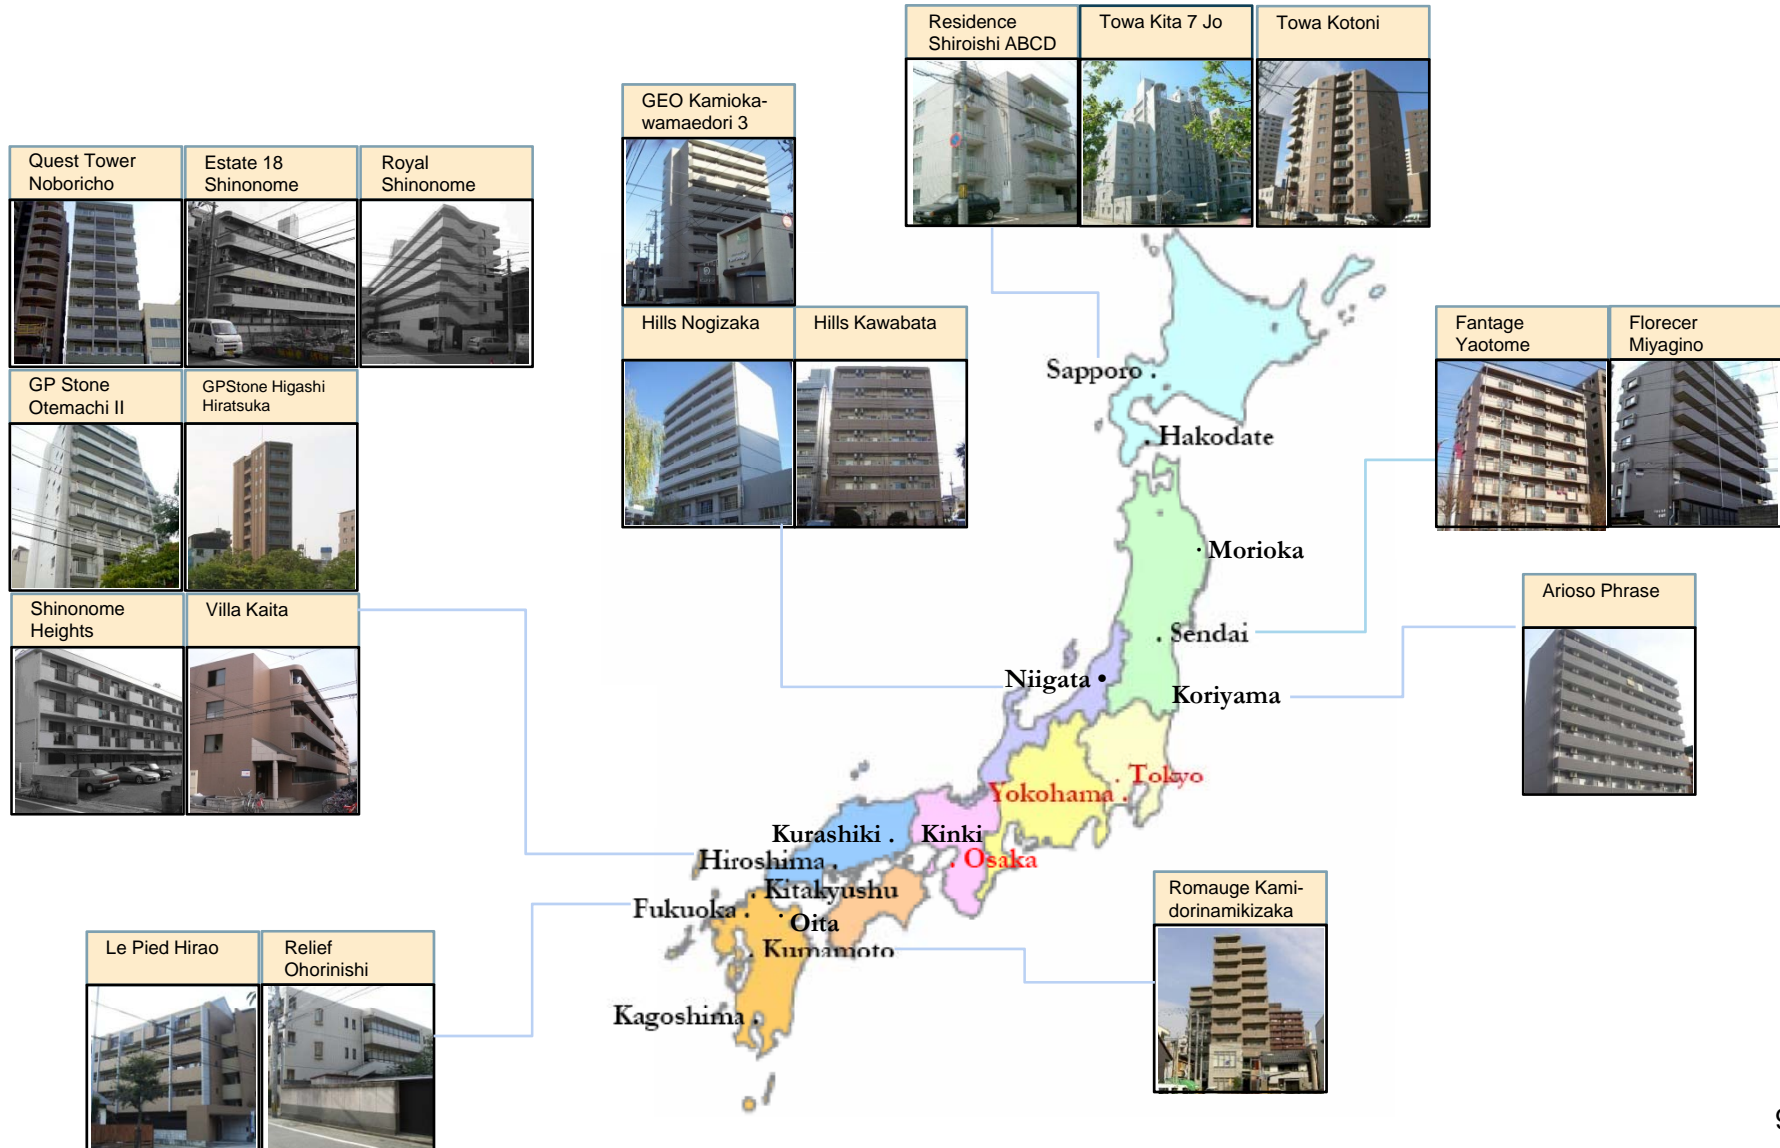 Residence
Shiroishi ABCD
Towa Kita 7 Jo
Towa Kotoni
GEO Kamioka-
wamaedori 3
Quest Tower
Noboricho
Estate 18
Shinonome
Royal
Shinonome
Hills Nogizaka
Hills Kawabata
Fantage
Yaotome
Florecer
Miyagino
GP Stone
Otemachi II
GPStone Higashi
Hiratsuka
Shinonome
Heights
Villa Kaita
Arioso Phrase
Sapporo
Hakodate
Morioka
Sendai
Niigata
Koriyama
Tokyo
Yokohama
Kurashiki
Kinki
Hiroshima
Osaka
Kitakyushu
Fukuoka
Oita
Kumamoto
Kagoshima
Romauge Kami-
dorinamikizaka
Le Pied Hirao
Relief
Ohorinishi
9